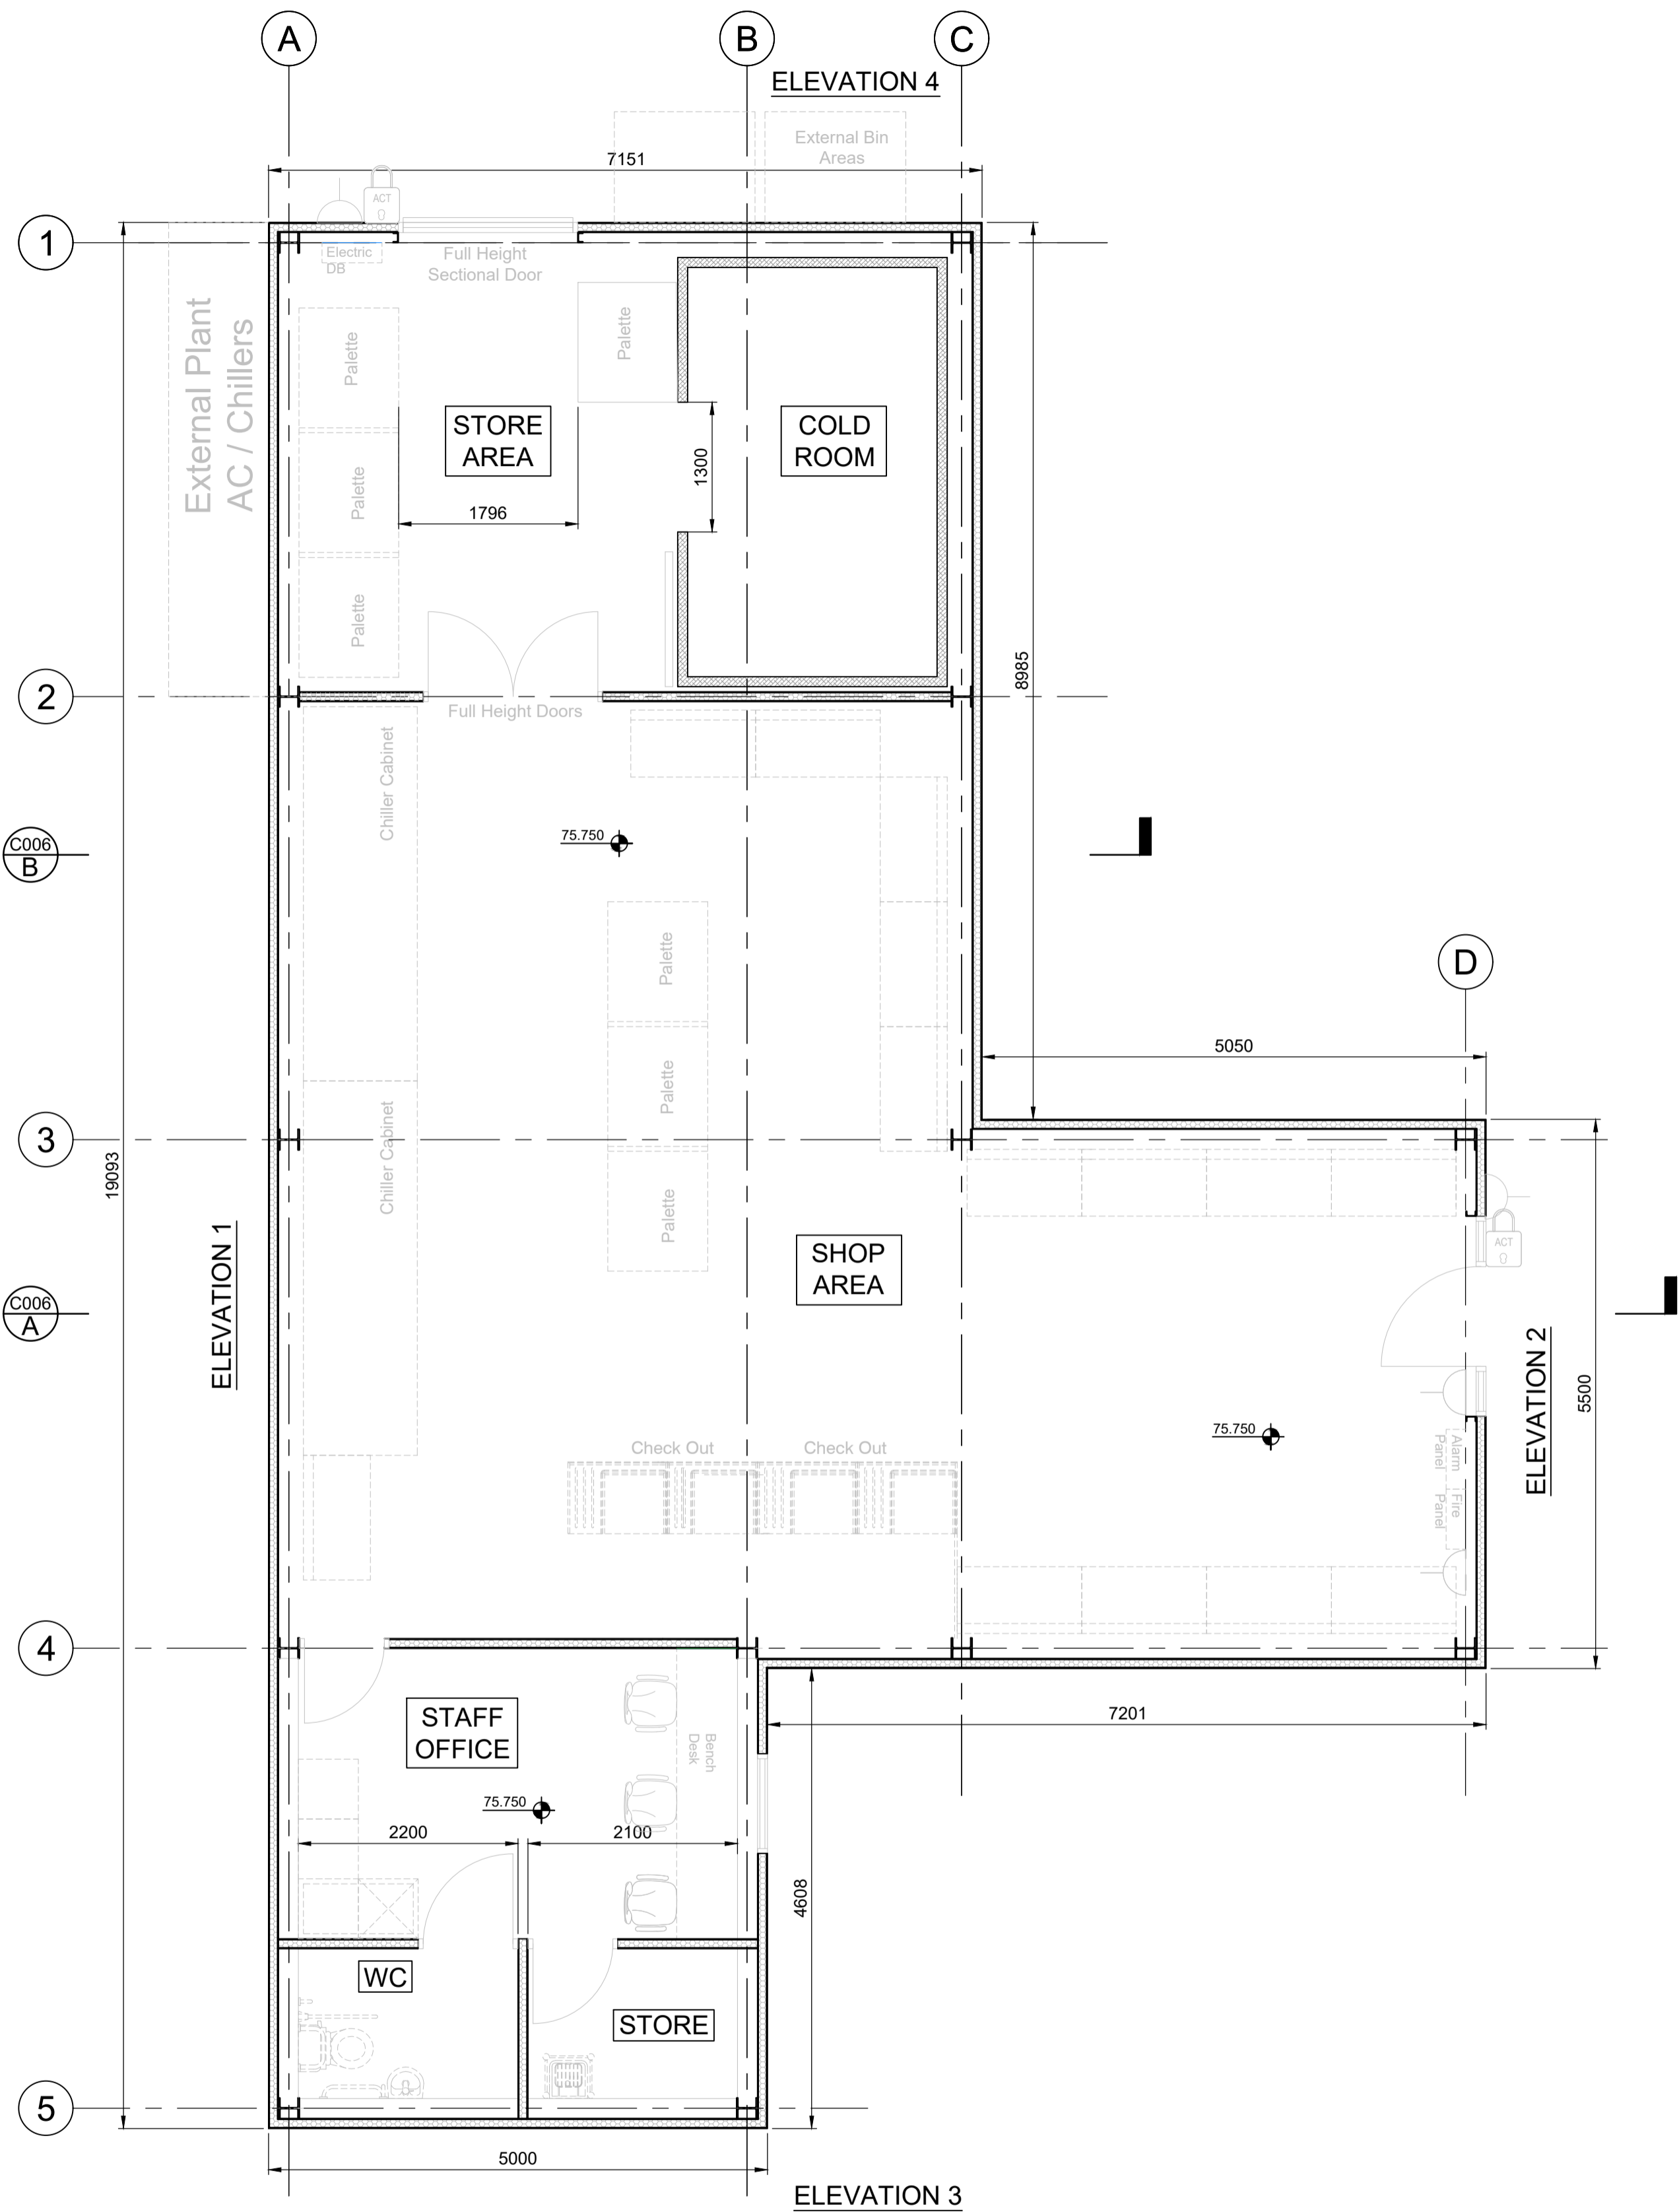 A
B
C
ELEVATION 4
External Bin
Areas
7151
ACT
1
Electric
DB
Full Height
Sectional Door
External Plant
AC / Chillers
Palette
Palette
STORE
AREA
COLD
ROOM
1300
Palette
1796
Palette
8985
2
Full Height Doors
Chiller Cabinet
75.750
C006
B
Palette
D
5050
Palette
3
Chiller Cabinet
19093
Palette
ELEVATION 1
SHOP
AREA
ACT
C006
A
ELEVATION 2
5500
75.750
Check Out
Check Out
Alarm
Panel
Fire
Panel
4
STAFF
OFFICE
Bench
Desk
7201
75.750
2200
2100
4608
WC
STORE
5
5000
ELEVATION 3